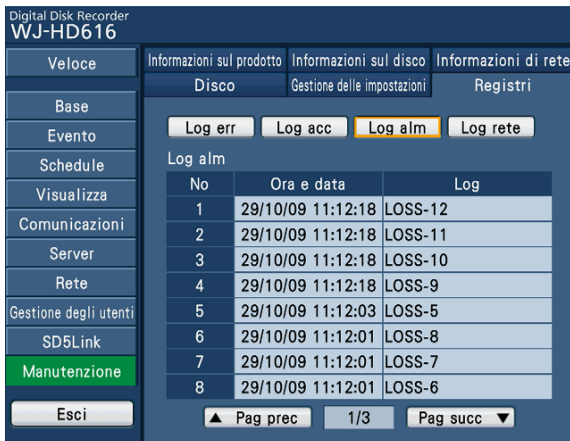 Digital Disk Recorder
WJ-HD616
Veloce
Base
Evento
Schedule
Visualizza
Comunicazioni
Server
Rete
Gestione degli utenti
SD5Link
Manutenzione
Esci
Informazioni sul prodotto Informazioni sul disco Informazioni di rete
Disco Gestione delle impostazioni Registri
Log err Log acc Log alm Log rete
Log alm
No Ora e data Log
1 29/10/09 11:12:18 LOSS-12
2 29/10/09 11:12:18 LOSS-11
3 29/10/09 11:12:18 LOSS-10
4 29/10/09 11:12:18 LOSS-9
5 29/10/09 11:12:03 LOSS-5
6 29/10/09 11:12:01 LOSS-8
7 29/10/09 11:12:01 LOSS-7
8 29/10/09 11:12:01 LOSS-6
▲ Pag prec 1/3 Pag succ ▼